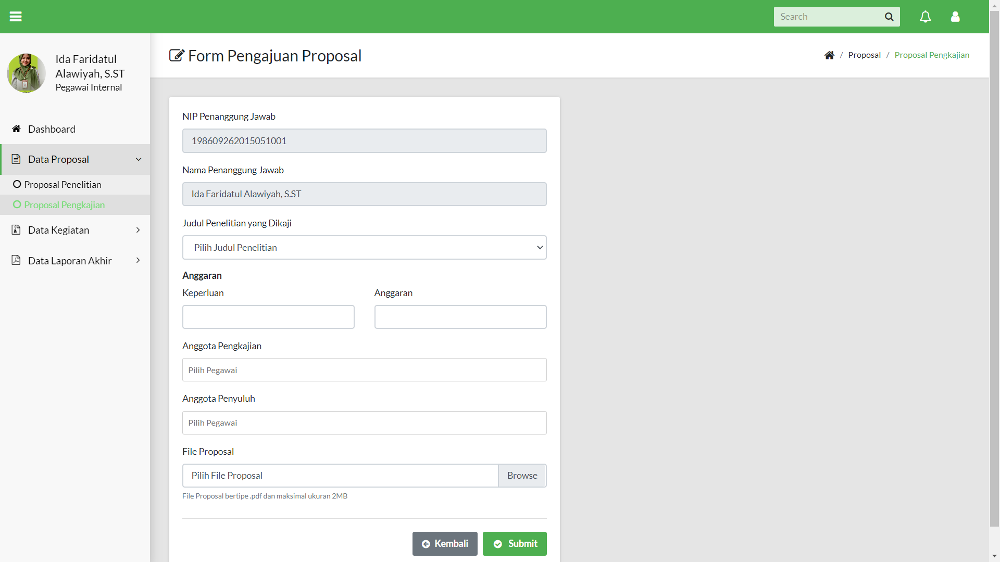 Search
Ida Faridatul
Alawiyah, S.ST
Pegawai Internal
Dashboard
Data Proposal
Proposal Penelitian
Proposal Pengkajian
Data Kegiatan
Data Laporan Akhir
Form Pengajuan Proposal
/ Proposal / Proposal Pengkajian
NIP Penanggung Jawab
198609262015051001
Nama Penanggung Jawab
Ida Faridatul Alawiyah, S.ST
Judul Penelitian yang Dikaji
Pilih Judul Penelitian
Anggaran
Keperluan Anggaran
Anggota Pengkajian
Pilih Pegawai
Anggota Penyuluh
Pilih Pegawai
File Proposal
Pilih File Proposal Browse
File Proposal bertipe .pdf dan maksimal ukuran 2MB
Kembali Submit